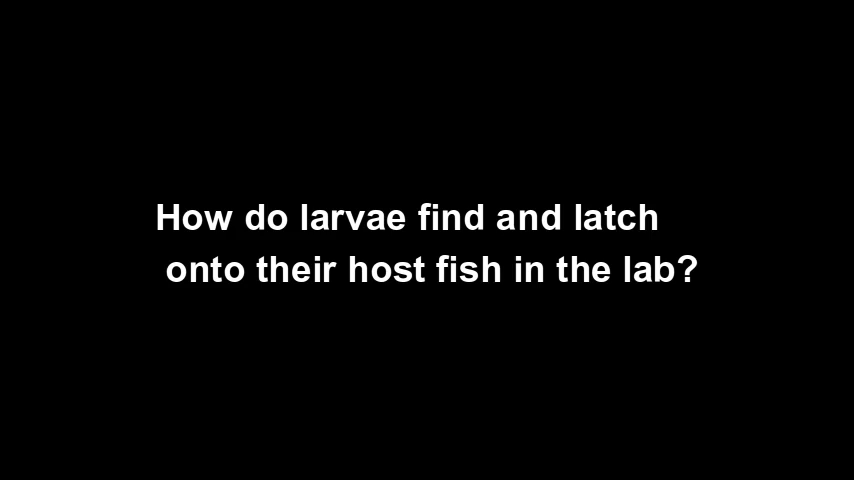 How do larvae find and latch
onto their host fish in the lab?